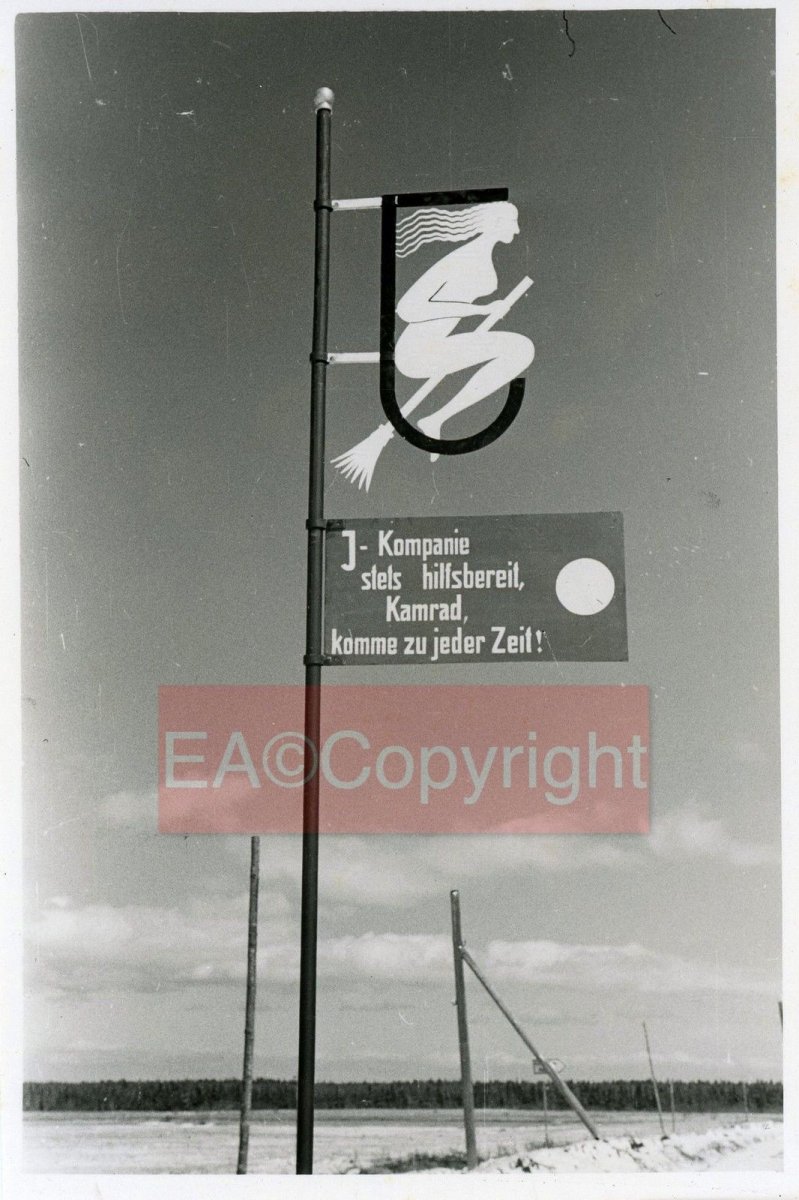 J - Kompanie
stets hilfsbereit,
Kamrad,
komme zu jeder Zeit!
EA©Copyright